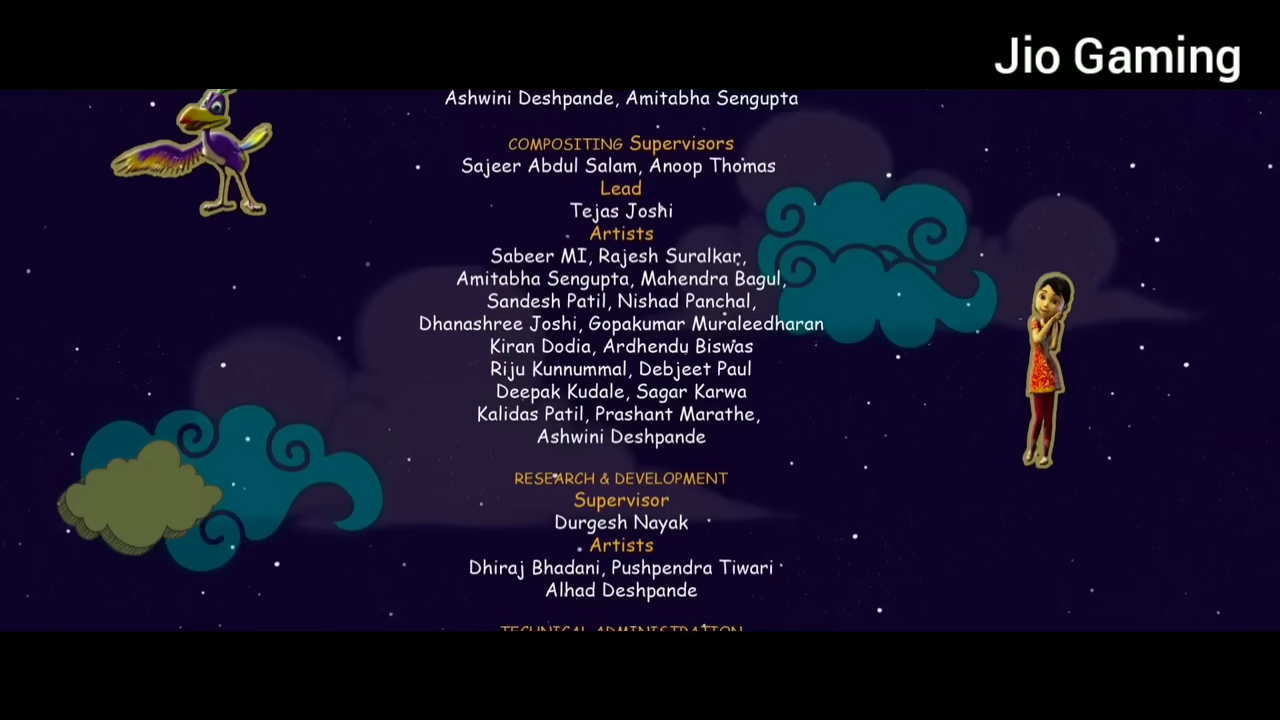 Jio Gaming
Ashwini Deshpande, Amitabha Sengupta
COMPOSITING Supervisors
Sajeer Abdul Salam, Anoop Thomas
Lead
Tejas Joshi
Artists
Sabeer MI, Rajesh Suralkar,
Amitabha Sengupta, Mahendra Bagul,
Sandesh Patil, Nishad Panchal,
Dhanashree Joshi, Gopakumar Muraleedharan
Kiran Dodia, Ardhendu Biswas
Riju Kunnummal, Debjeet Paul
Deepak Kudale, Sagar Karwa
Kalidas Patil, Prashant Marathe,
Ashwini Deshpande
RESEARCH & DEVELOPMENT
Supervisor
Durgesh Nayak
Artists
Dhiraj Bhadani, Pushpendra Tiwari
Alhad Deshpande
TECHNICAL ADMINISTRATION